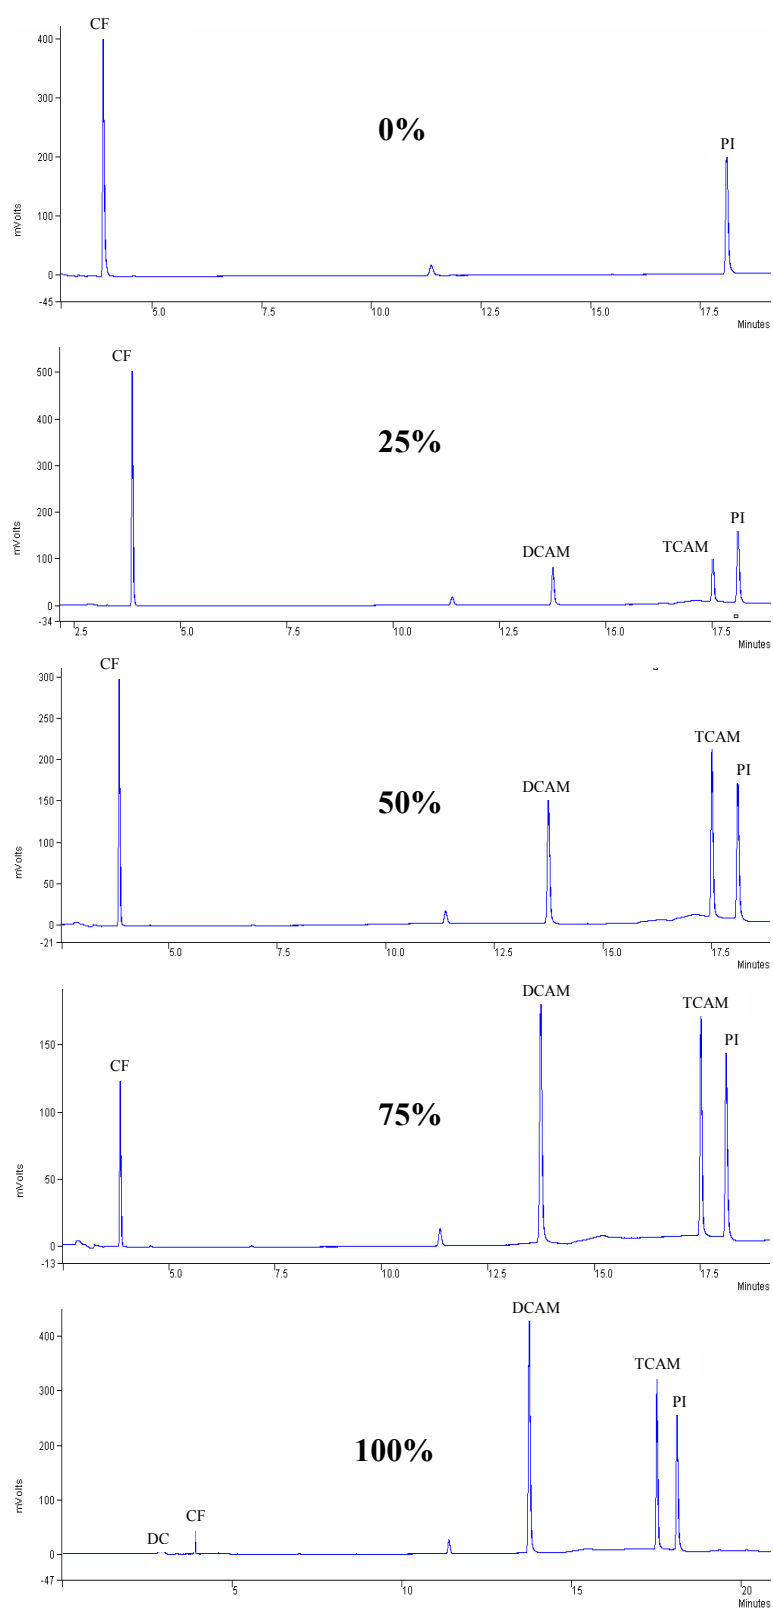 CF
400
0%
300
PI
200
mVolts
100
0
-45
5.0 7.5 10.0 12.5 15.0 17.5
Minutes
CF
500
400
25%
300
200
PI
mVolts
DCAM TCAM
100
0
-34
2.5 5.0 7.5 10.0 12.5 15.0 17.5
Minutes
CF
300
250
TCAM
200
PI
50%
DCAM
150
mVolts
100
50
0
-21
5.0 7.5 10.0 12.5 15.0 17.5
Minutes
DCAM
TCAM
150
PI
CF
75%
100
mVolts
50
0
-13
5.0 7.5 10.0 12.5 15.0 17.5
Minutes
DCAM
400
TCAM
300
PI
100%
200
mVolts
100
CF
DC
0
-47
5 10 15 20
Minutes